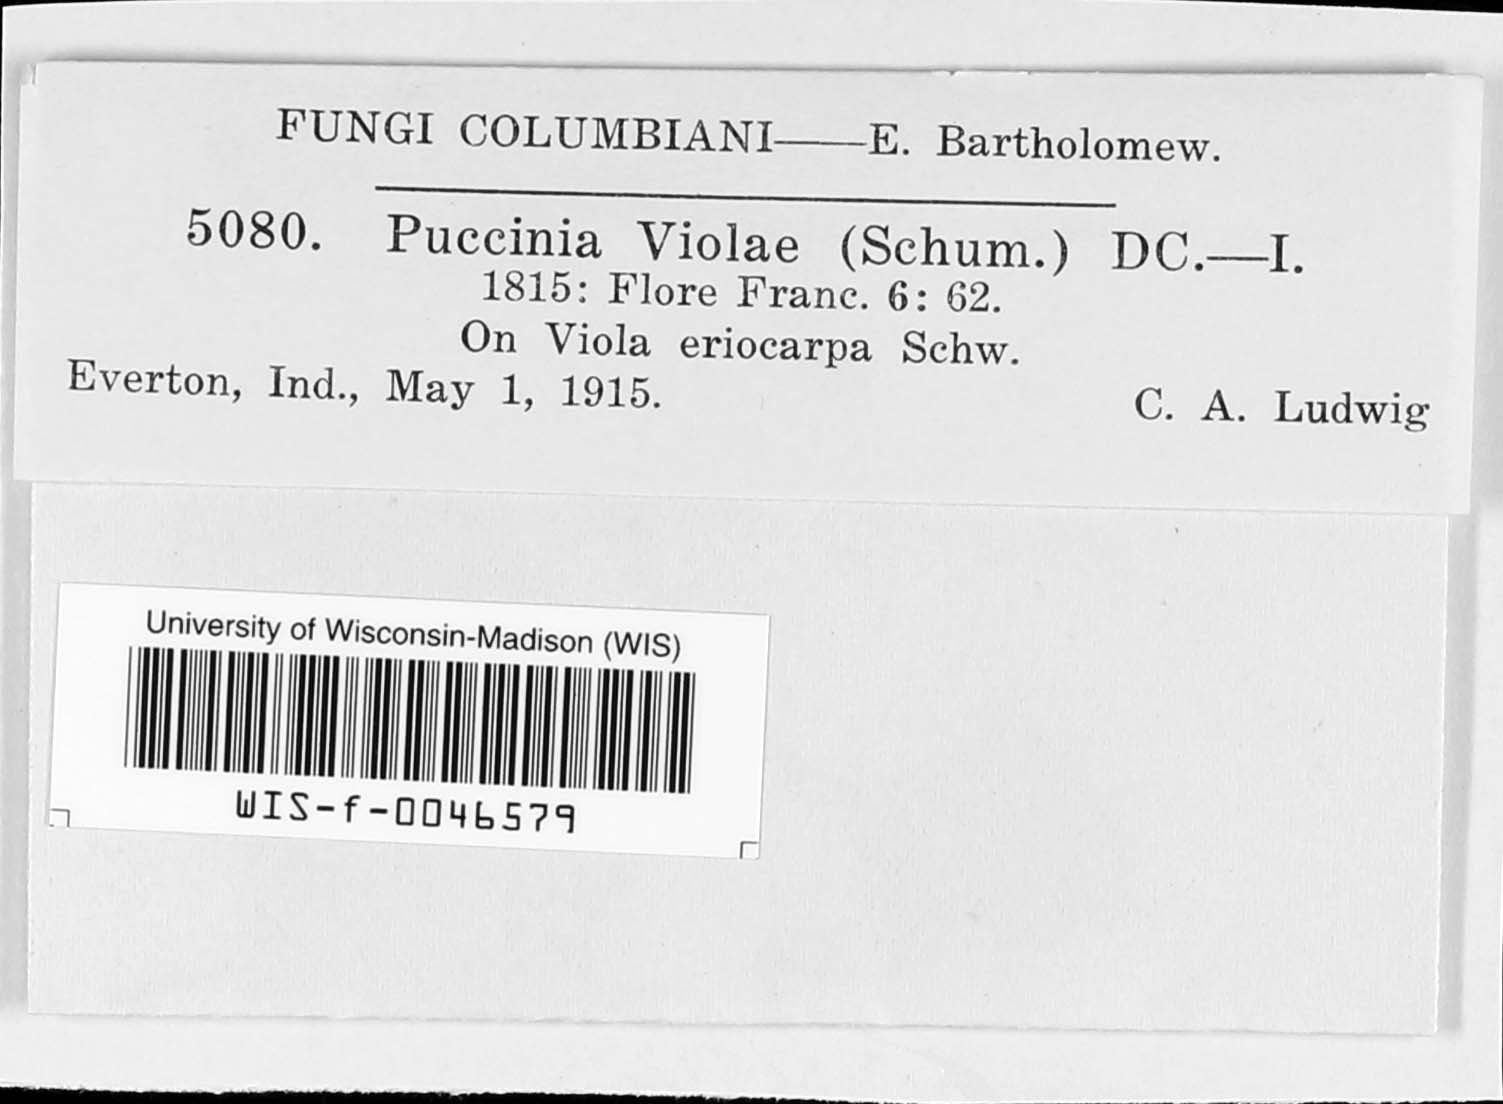 FUNGI COLUMBIANI——E. Bartholomew.
5080. Puccinia Violae (Schum.) DC.—I.
1815: Flore Franc. 6: 62.
On Viola eriocarpa Schw.
Everton, Ind., May 1, 1915. C. A. Ludwig
University of Wisconsin-Madison (WIS)
WIS-f-0046579